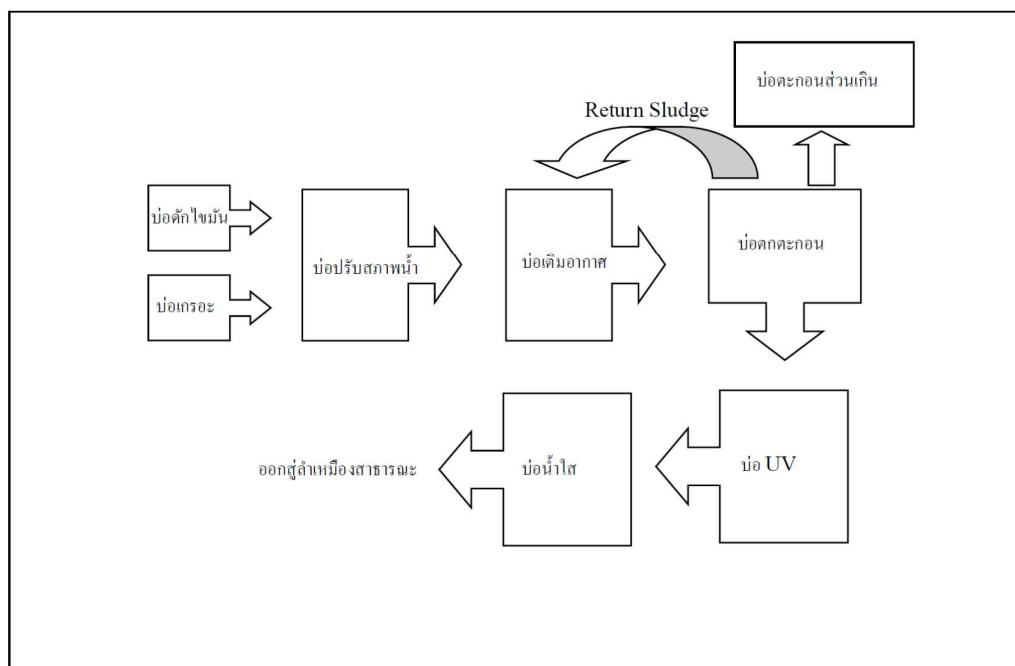 บ่อตะกอนส่วนเกิน
Return Sludge
บ่อดักไขมัน
บ่อเกรอะ
บ่อปรับสภาพน้ำ
บ่อเติมอากาศ
บ่อตกตะกอน
ออกสู่ลำเหมืองสาธารณะ
บ่อน้ำใส
บ่อ UV